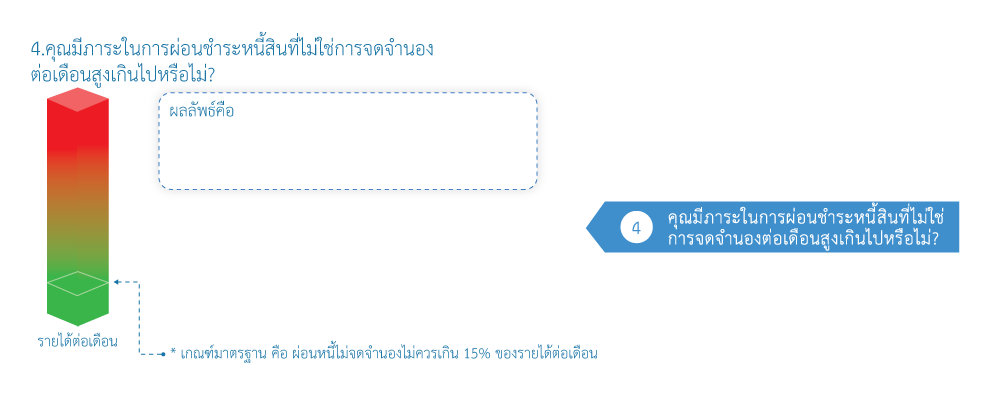 4.คุณมีภาระในการผ่อนชำระหนี้สินที่ไม่ใช่การจดจำนอง
ต่อเดือนสูงเกินไปหรือไม่?
ผลลัพธ์คือ
4
คุณมีภาระในการผ่อนชำระหนี้สินที่ไม่ใช่
การจดจำนองต่อเดือนสูงเกินไปหรือไม่?
รายได้ต่อเดือน
* เกณฑ์มาตรฐาน คือ ผ่อนหนี้ไม่จดจำนองไม่ควรเกิน 15% ของรายได้ต่อเดือน